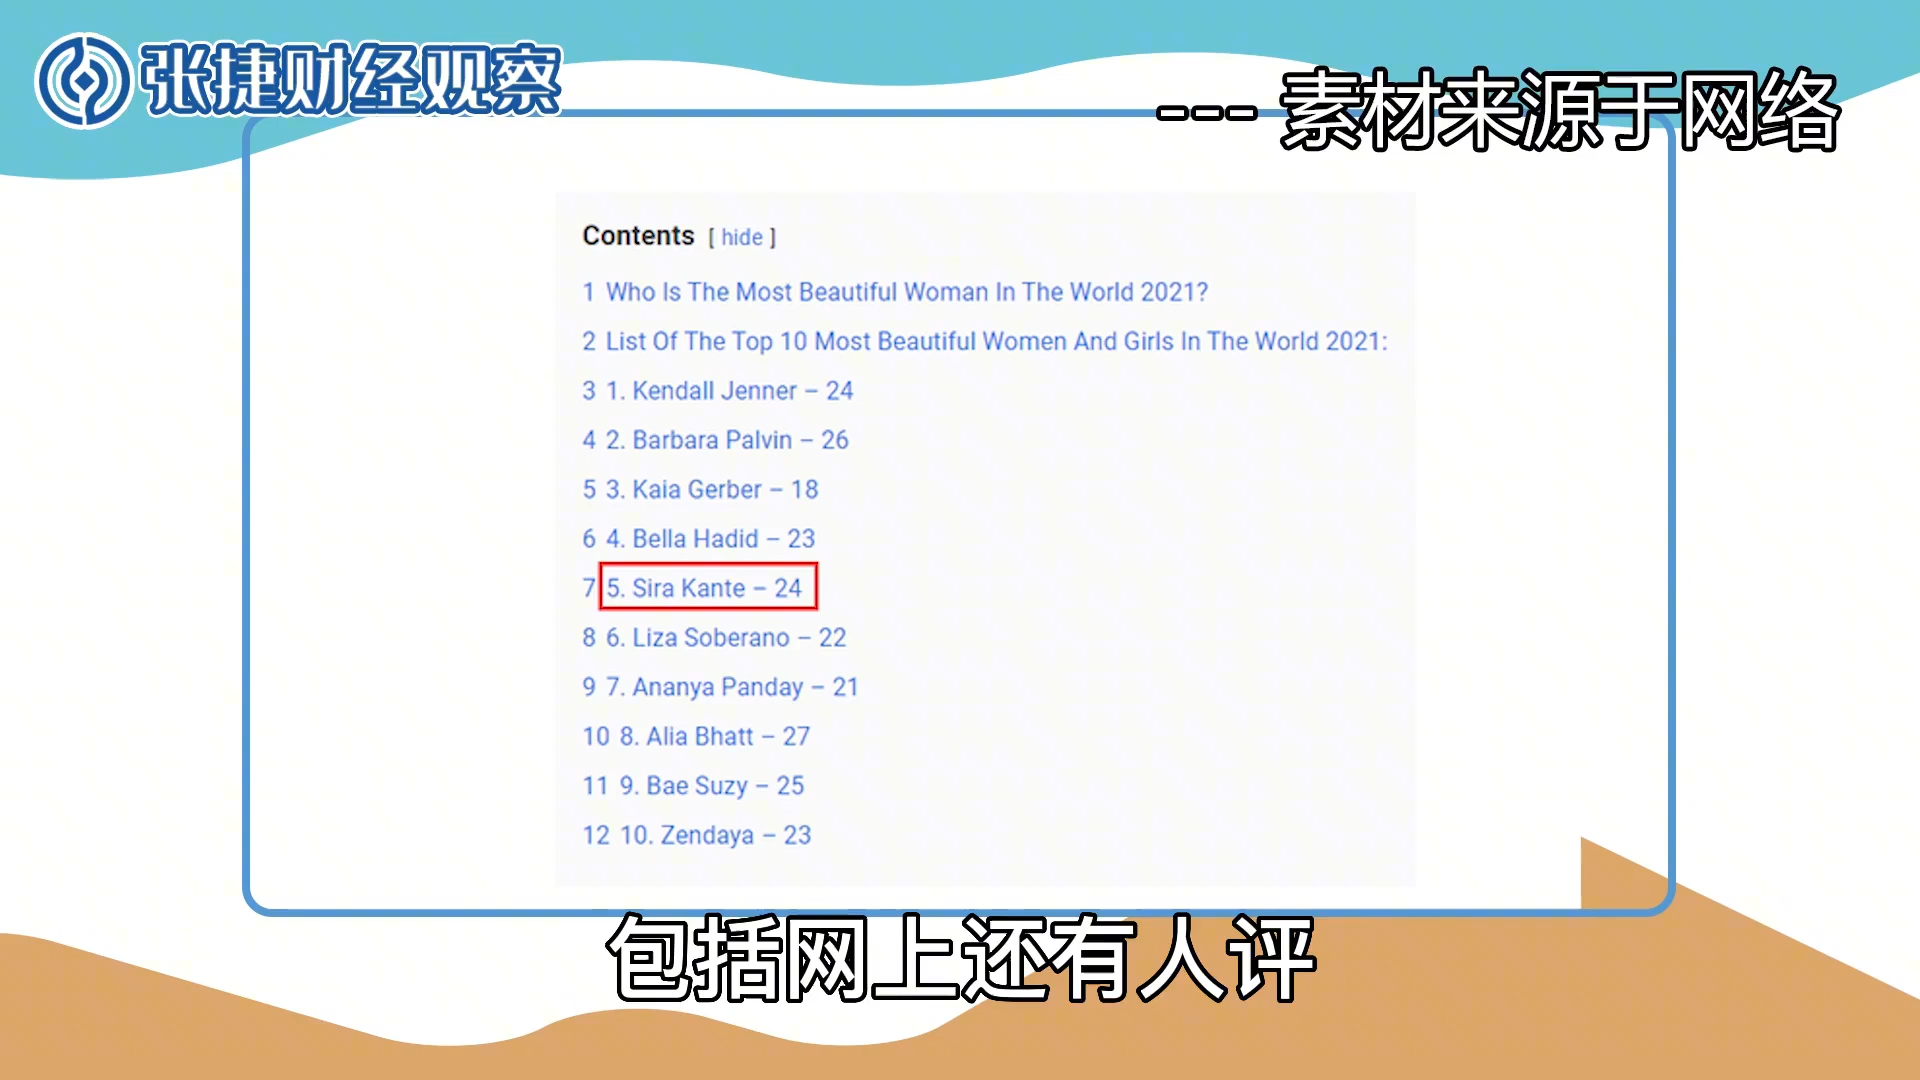 张捷财经观察
--- 素材来源于网络
Contents [ hide ]
1 Who Is The Most Beautiful Woman In The World 2021?
2 List Of The Top 10 Most Beautiful Women And Girls In The World 2021:
3 1. Kendall Jenner – 24
4 2. Barbara Palvin – 26
5 3. Kaia Gerber – 18
6 4. Bella Hadid – 23
7 5. Sira Kante – 24
8 6. Liza Soberano – 22
9 7. Ananya Panday – 21
10 8. Alia Bhatt – 27
11 9. Bae Suzy – 25
12 10. Zendaya – 23
包括网上还有人评